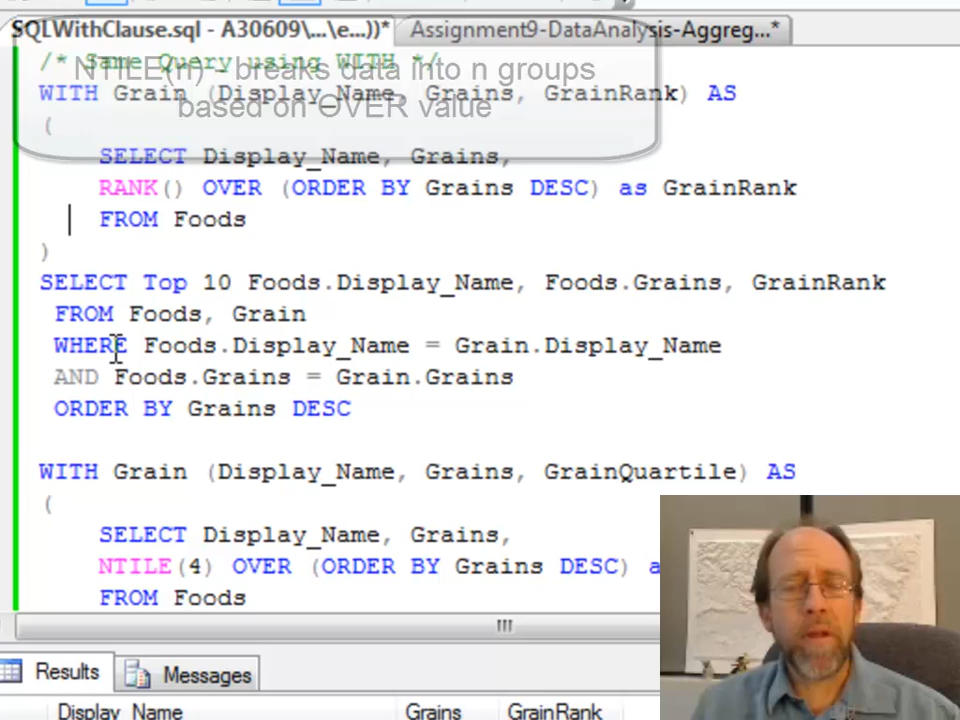 SQLWithClause.sql - A30609\...\e...))* Assignment9-DataAnalysis-Aggreg...*
/* Same Query using WITH */
NTILE(n) - breaks data into n groups
based on OVER value
WITH Grain (Display_Name, Grains, GrainRank) AS
(
SELECT Display_Name, Grains,
RANK() OVER (ORDER BY Grains DESC) as GrainRank
FROM Foods
)
SELECT Top 10 Foods.Display_Name, Foods.Grains, GrainRank
FROM Foods, Grain
WHERE Foods.Display_Name = Grain.Display_Name
AND Foods.Grains = Grain.Grains
ORDER BY Grains DESC
WITH Grain (Display_Name, Grains, GrainQuartile) AS
(
SELECT Display_Name, Grains,
NTILE(4) OVER (ORDER BY Grains DESC) a
FROM Foods
Results Messages
Display_Name Grains GrainRank